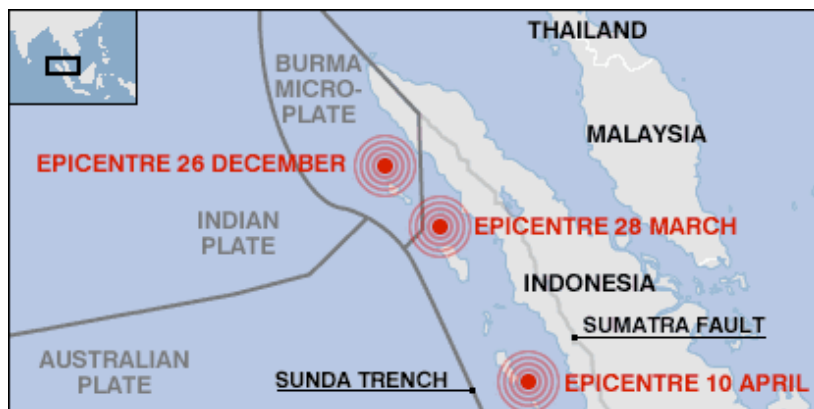 THAILAND
BURMA
MICRO-
PLATE
MALAYSIA
EPICENTRE 26 DECEMBER
INDIAN
PLATE
EPICENTRE 28 MARCH
INDONESIA
SUMATRA FAULT
AUSTRALIAN
PLATE
SUNDA TRENCH
EPICENTRE 10 APRIL